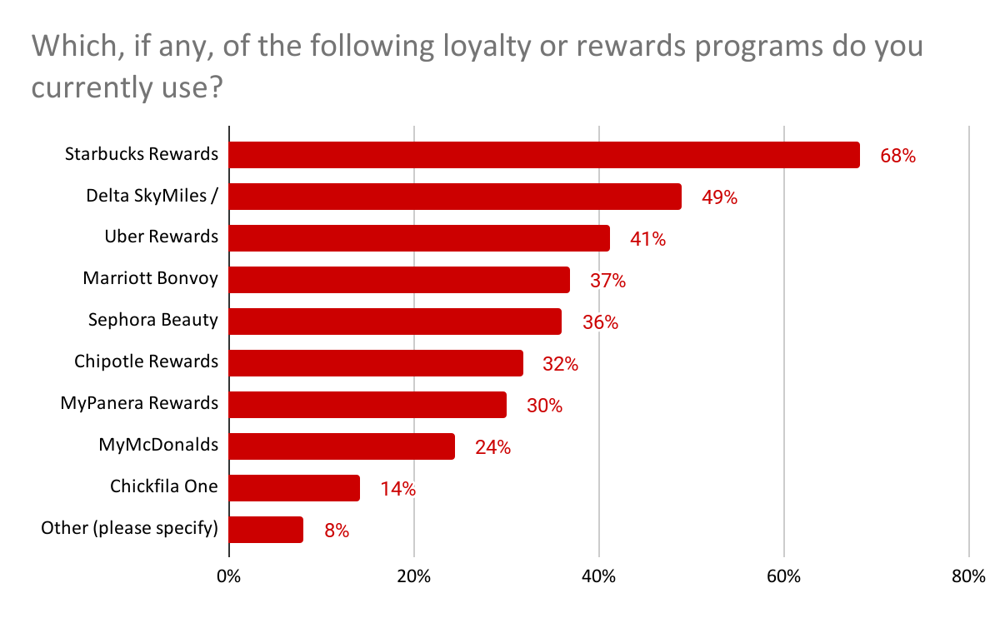 Which, if any, of the following loyalty or rewards programs do you
currently use?
Starbucks Rewards 68%
Delta SkyMiles / 49%
Uber Rewards 41%
Marriott Bonvoy 37%
Sephora Beauty 36%
Chipotle Rewards 32%
MyPanera Rewards 30%
MyMcDonalds 24%
Chickfila One 14%
Other (please specify) 8%
0% 20% 40% 60% 80%